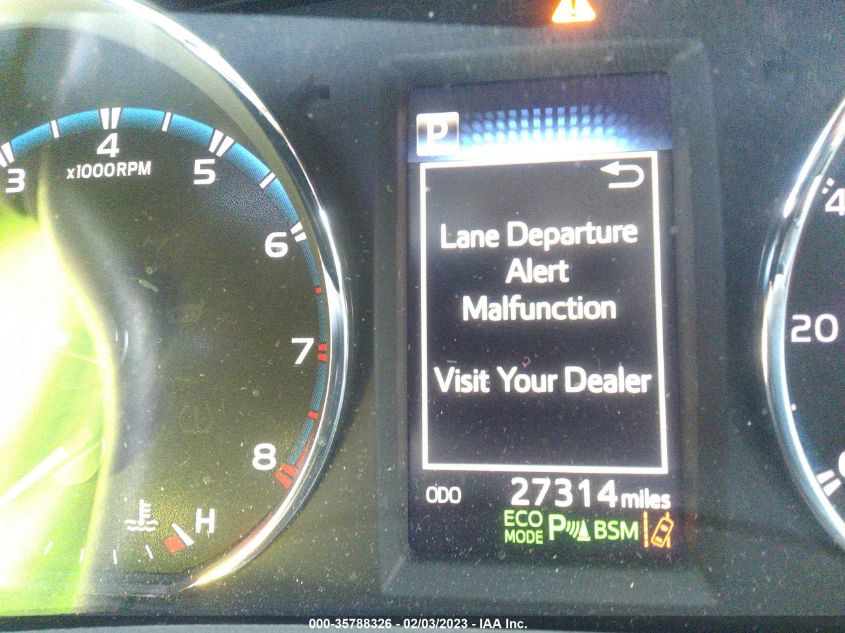 P
3
4
5
6
7
8
x1000RPM
H
Lane Departure
Alert
Malfunction
Visit Your Dealer
ODO 27314 miles
ECO
MODE
P
BSM
4
20
000-35788326 - 02/03/2023 - IAA Inc.